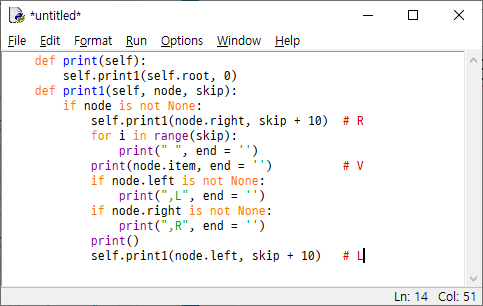 *untitled*
File Edit Format Run Options Window Help
    def print(self):
        self.print1(self.root, 0)
    def print1(self, node, skip):
        if node is not None:
            self.print1(node.right, skip + 10)  # R
            for i in range(skip):
                print(" ", end = '')
            print(node.item, end = '')          # V
            if node.left is not None:
                print(",L", end = '')
            if node.right is not None:
                print(",R", end = '')
            print()
            self.print1(node.left, skip + 10)   # L
Ln: 14 Col: 51